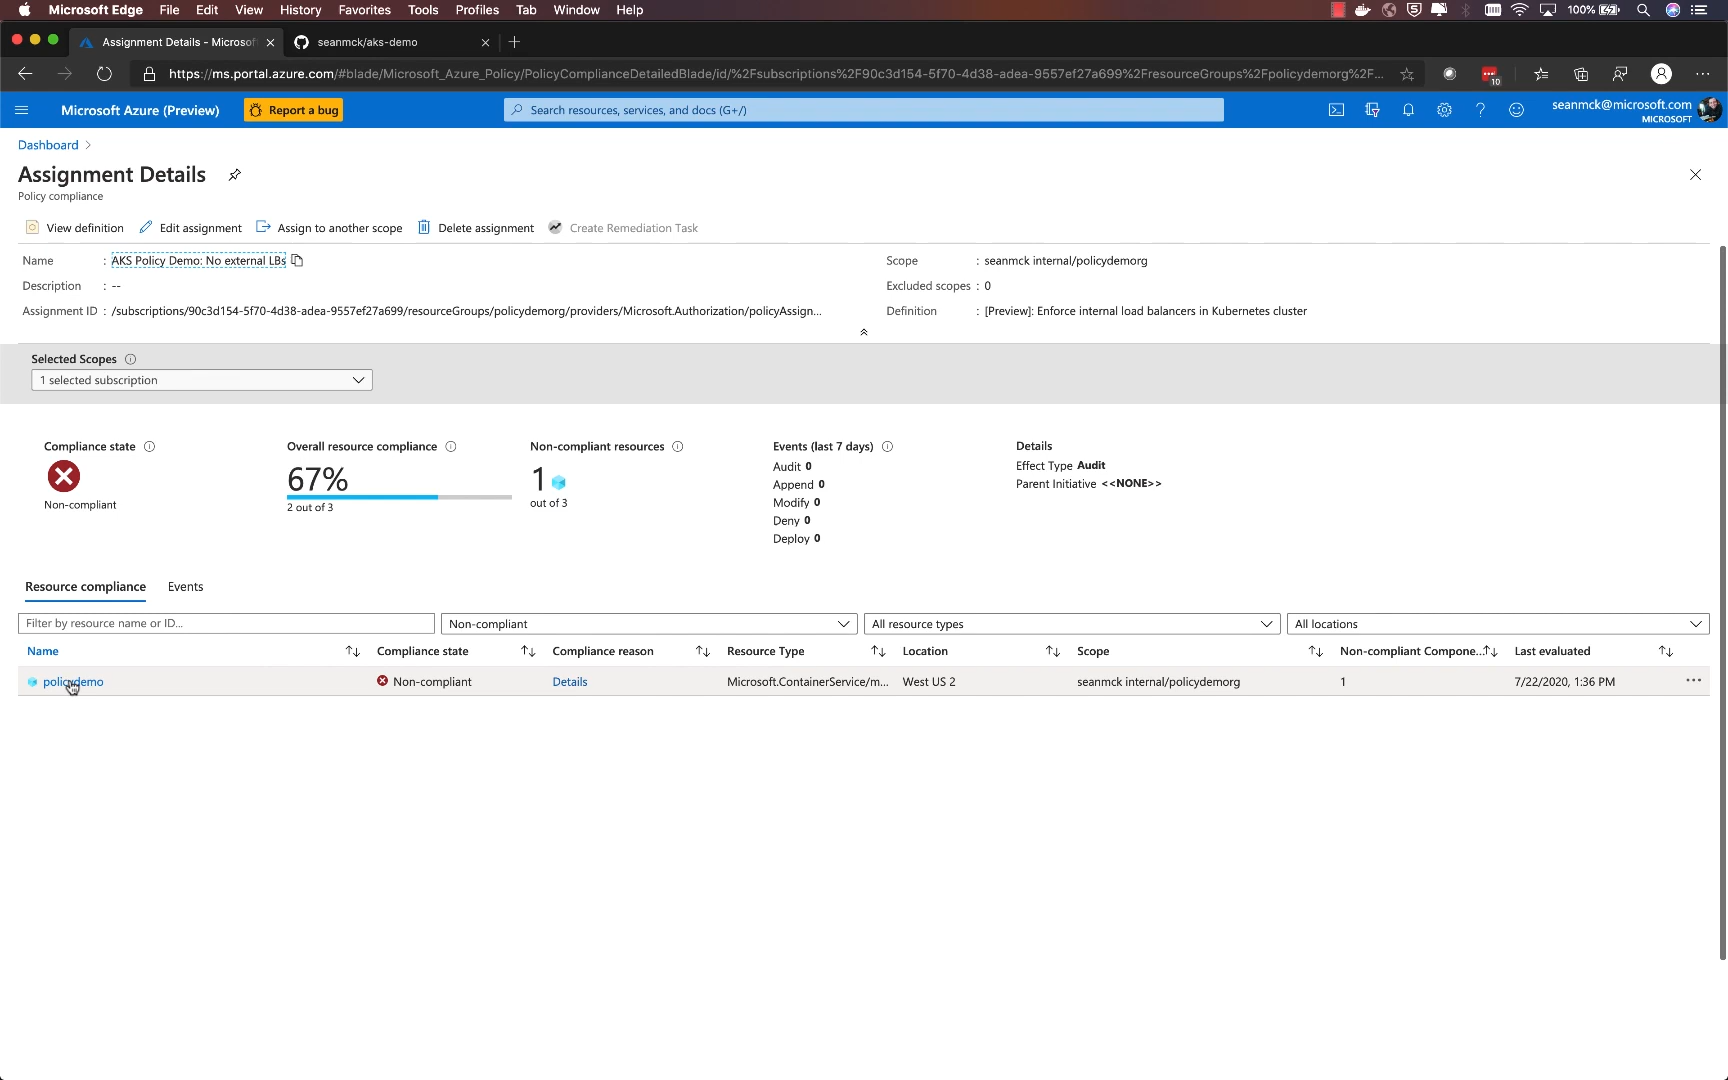 Microsoft Edge File Edit View History Favorites Tools Profiles Tab Window Help 100%
Assignment Details - Microsof seanmck/aks-demo
https://ms.portal.azure.com/#blade/Microsoft_Azure_Policy/PolicyComplianceDetailedBlade/id/%2Fsubscriptions%2F90c3d154-5f70-4d38-adea-9557ef27a699%2FresourceGroups%2Fpolicydemorg%2F... 10
Microsoft Azure (Preview) Report a bug Search resources, services, and docs (G+/) seanmck@microsoft.com
MICROSOFT
Dashboard
Assignment Details
Policy compliance
View definition Edit assignment Assign to another scope Delete assignment Create Remediation Task
Name : AKS Policy Demo: No external LBs Scope : seanmck internal/policydemorg
Description : -- Excluded scopes : 0
Assignment ID : /subscriptions/90c3d154-5f70-4d38-adea-9557ef27a699/resourceGroups/policydemorg/providers/Microsoft.Authorization/policyAssign... Definition : [Preview]: Enforce internal load balancers in Kubernetes cluster
Selected Scopes
1 selected subscription
Compliance state Overall resource compliance Non-compliant resources Events (last 7 days) Details
67% 1 Audit 0 Effect Type Audit
Append 0 Parent Initiative <<NONE>>
Non-compliant 2 out of 3 out of 3 Modify 0
Deny 0
Deploy 0
Resource compliance Events
Filter by resource name or ID... Non-compliant All resource types All locations
Name Compliance state Compliance reason Resource Type Location Scope Non-compliant Compone... Last evaluated
policydemo Non-compliant Details Microsoft.ContainerService/m... West US 2 seanmck internal/policydemorg 1 7/22/2020, 1:36 PM